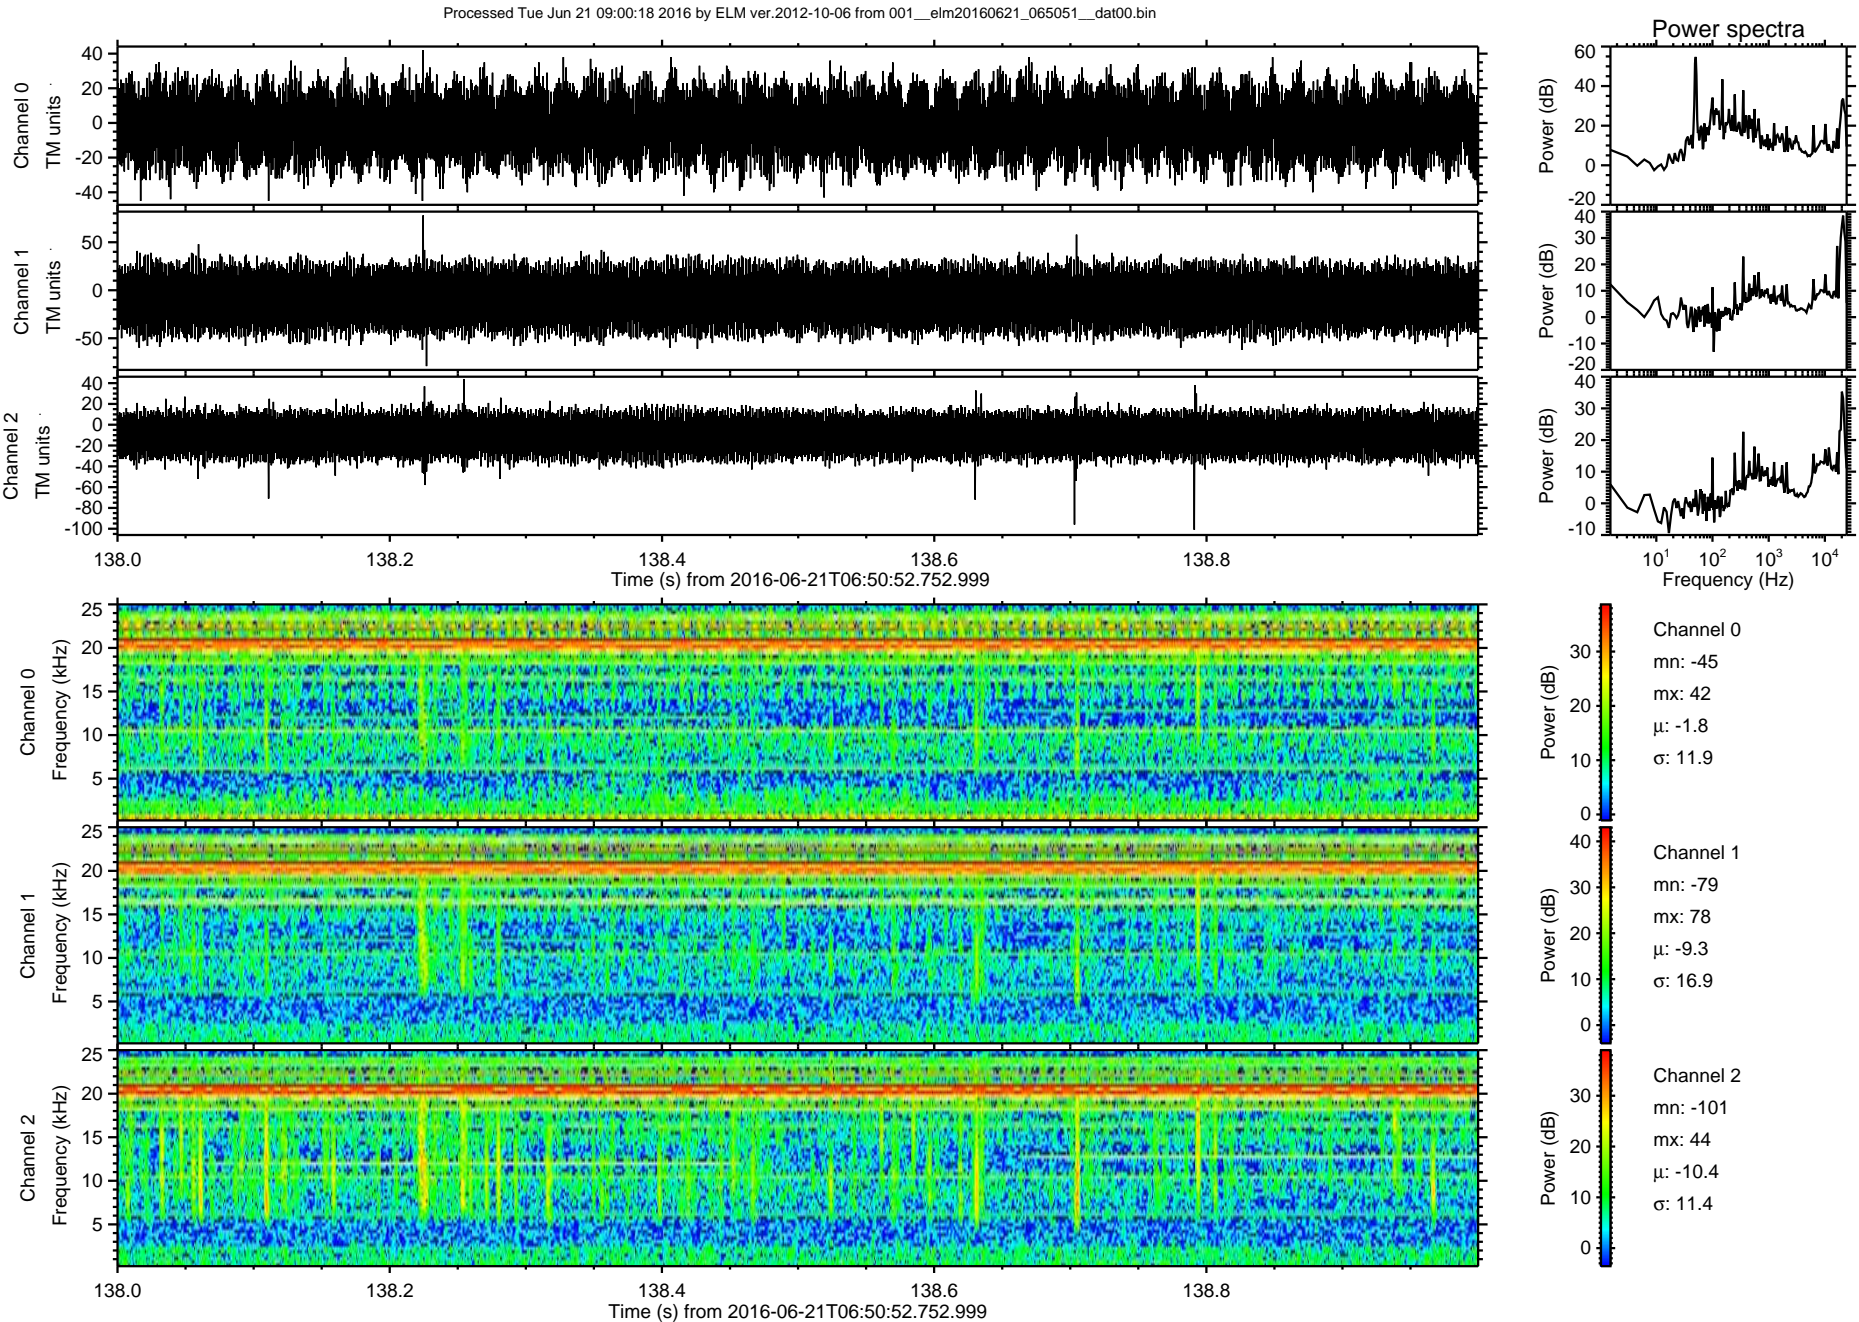 Processed Tue Jun 21 09:00:18 2016 by ELM ver.2012-10-06 from 001__elm20160621_065051__dat00.bin
Power spectra
Channel 0
TM units
40
20
0
-20
-40
Power (dB)
60
40
20
0
-20
Channel 1
TM units
50
0
-50
Power (dB)
40
30
20
10
0
-10
-20
Channel 2
TM units
40
20
0
-20
-40
-60
-80
-100
Power (dB)
40
30
20
10
0
-10
138.0 138.2 138.4 138.6 138.8
Time (s) from 2016-06-21T06:50:52.752.999
10^1 10^2 10^3 10^4
Frequency (Hz)
Channel 0
Frequency (kHz)
25
20
15
10
5
Power (dB)
30
20
10
0
Channel 0
mn: -45
mx: 42
µ: -1.8
σ: 11.9
Channel 1
Frequency (kHz)
25
20
15
10
5
Power (dB)
40
30
20
10
0
Channel 1
mn: -79
mx: 78
µ: -9.3
σ: 16.9
Channel 2
Frequency (kHz)
25
20
15
10
5
Power (dB)
30
20
10
0
Channel 2
mn: -101
mx: 44
µ: -10.4
σ: 11.4
138.0 138.2 138.4 138.6 138.8
Time (s) from 2016-06-21T06:50:52.752.999